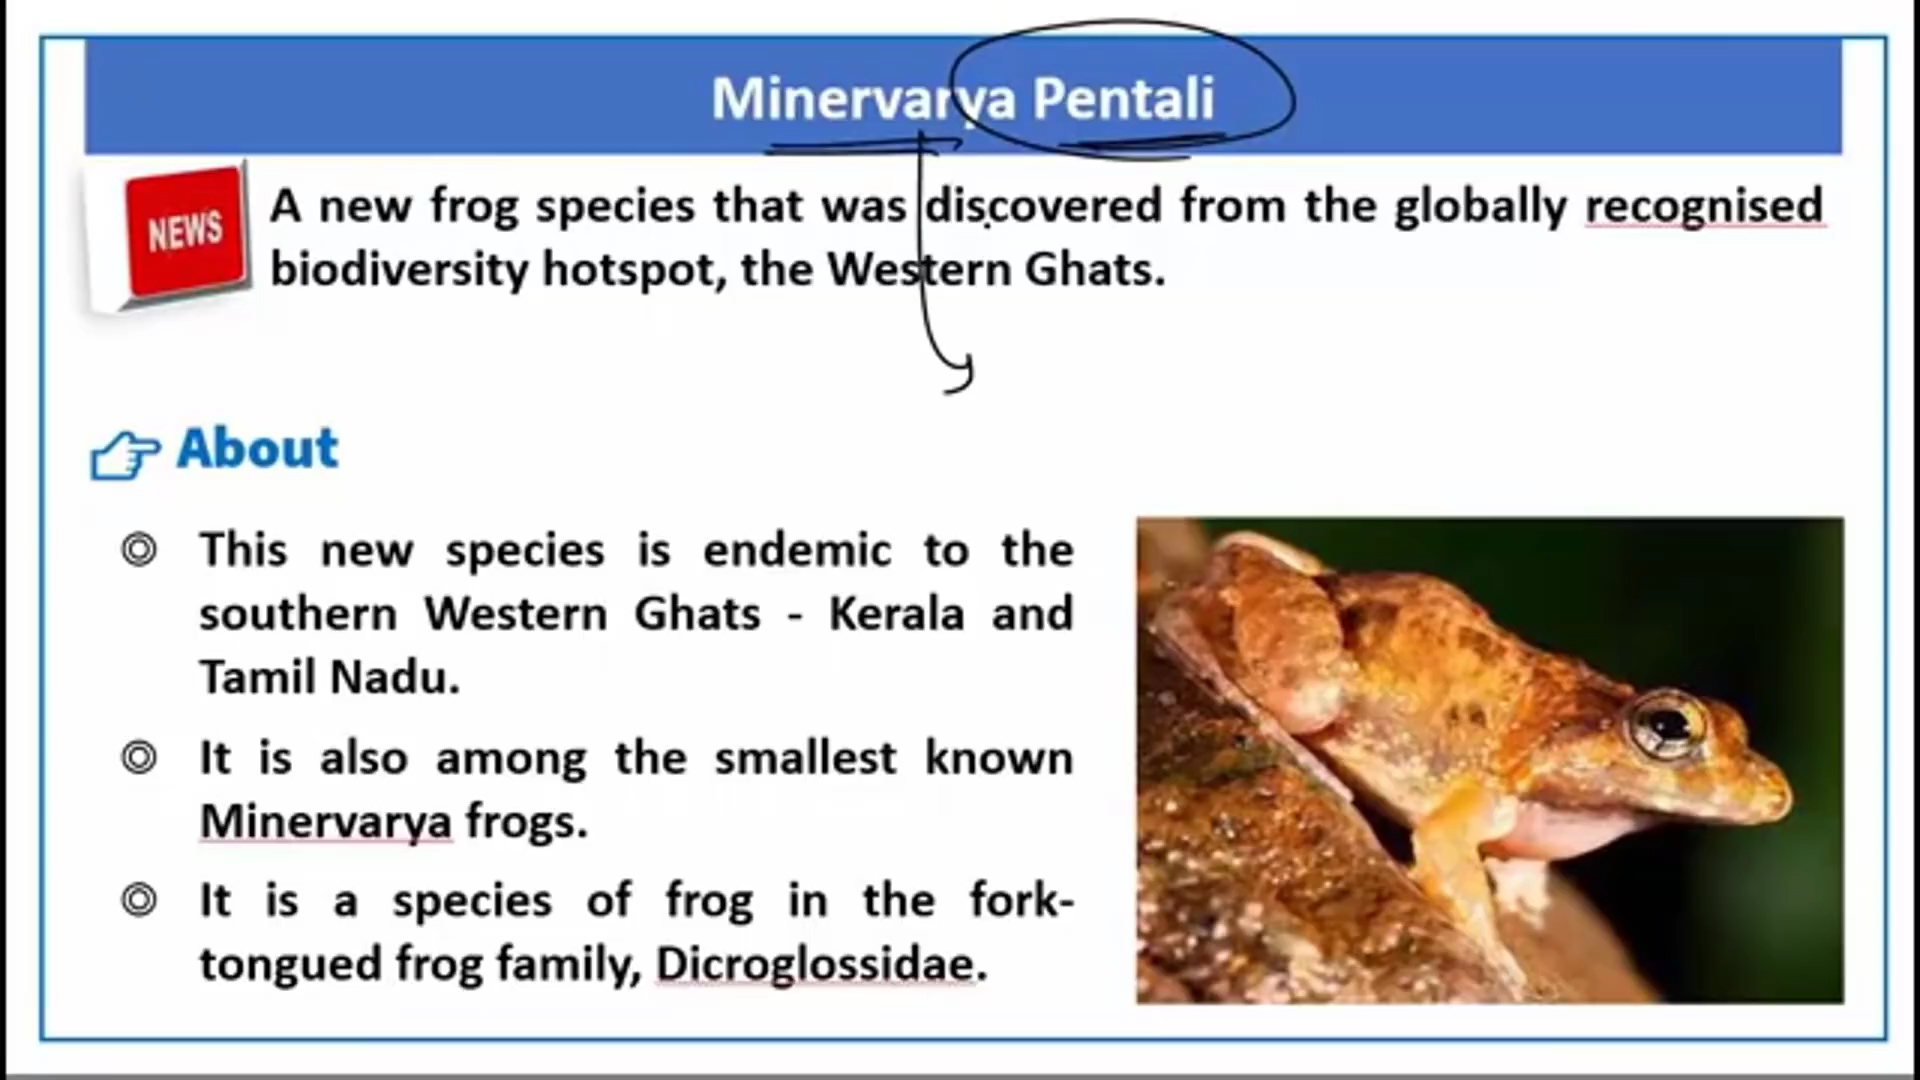 Minervarya Pentali
NEWS
A new frog species that was discovered from the globally recognised
biodiversity hotspot, the Western Ghats.
About
This new species is endemic to the
southern Western Ghats - Kerala and
Tamil Nadu.
It is also among the smallest known
Minervarya frogs.
It is a species of frog in the fork-
tongued frog family, Dicroglossidae.